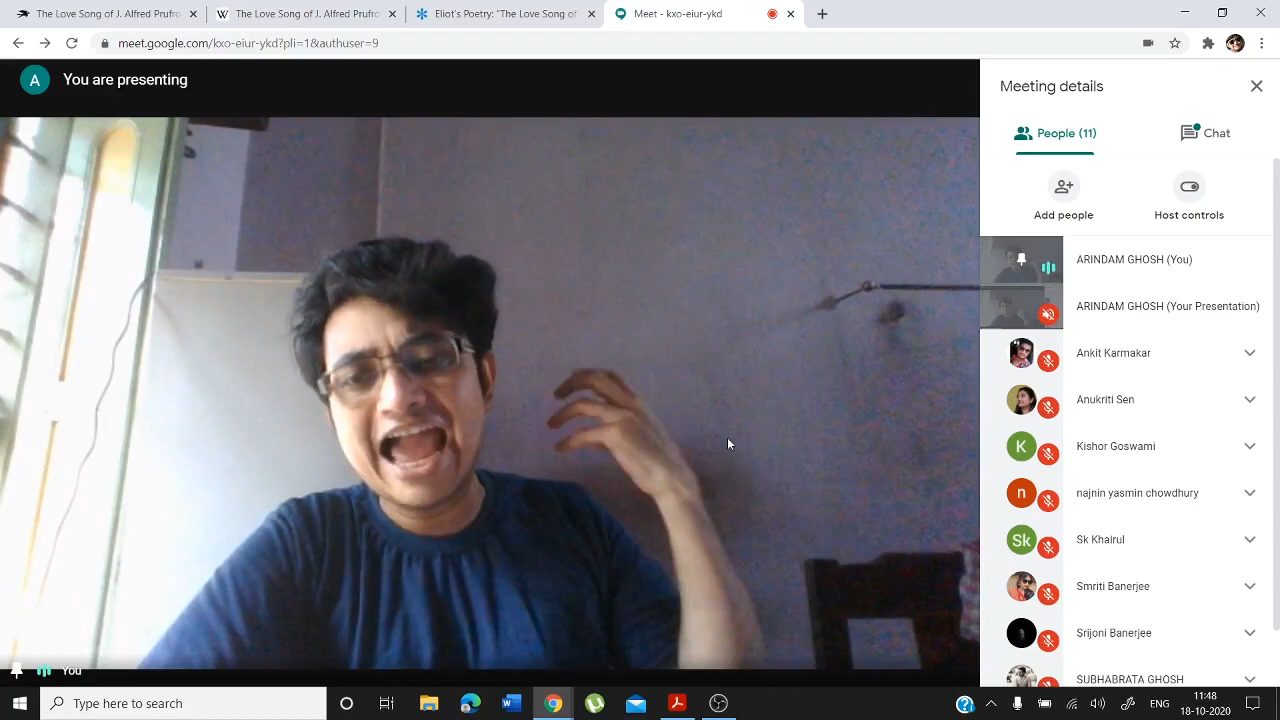 The Love Song of J. Alfred Prufro
The Love Song of J. Alfred Prufro
Eliot's Poetry: "The Love Song of
Meet - kxo-eiur-ykd
meet.google.com/kxo-eiur-ykd?pli=1&authuser=9
A
You are presenting
Meeting details
People (11)
Chat
Add people
Host controls
ARINDAM GHOSH (You)
ARINDAM GHOSH (Your Presentation)
Ankit Karmakar
Anukriti Sen
K
Kishor Goswami
n
najnin yasmin chowdhury
Sk
Sk Khairul
Smriti Banerjee
Srijoni Banerjee
SUBHABRATA GHOSH
You
Type here to search
ENG
11:48
18-10-2020